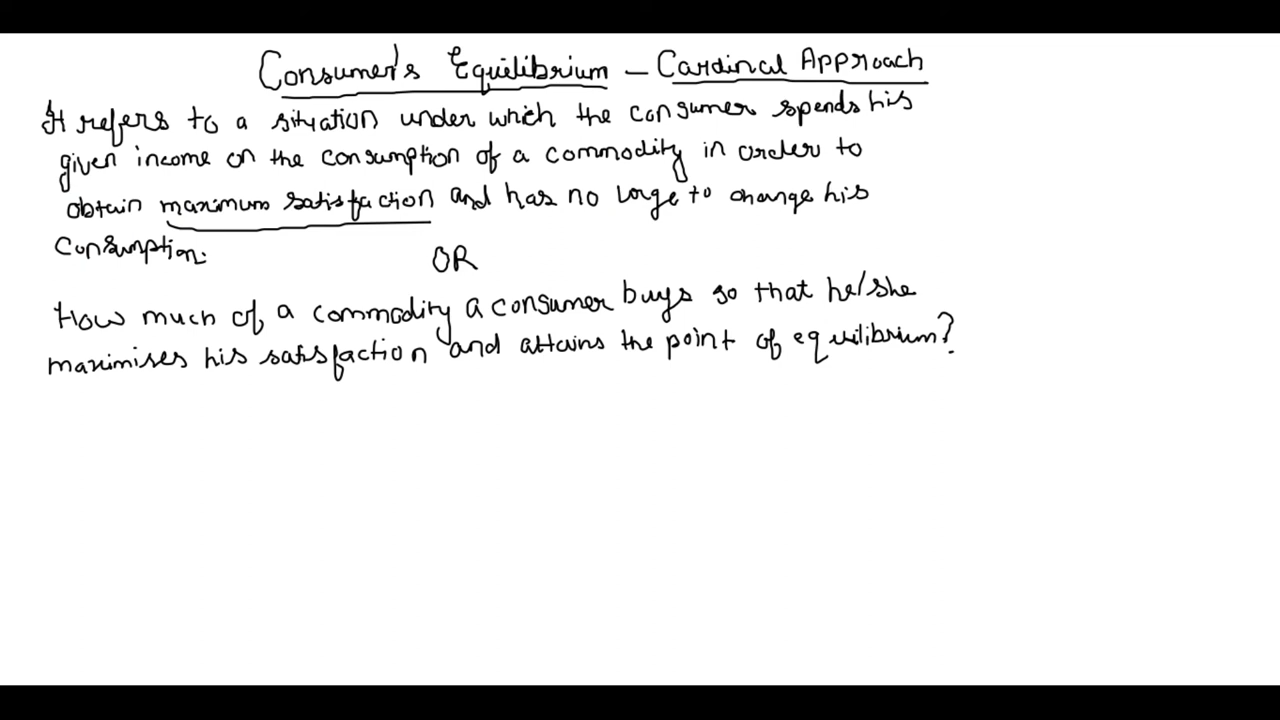 Consumer's Equilibrium – Cardinal Approach
It refers to a situation under which the consumer spends his
given income on the consumption of a commodity in order to
obtain maximum satisfaction and has no urge to change his
Consumption.
OR
How much of a commodity a consumer buys so that he/she
maximises his satisfaction and attains the point of equilibrium?